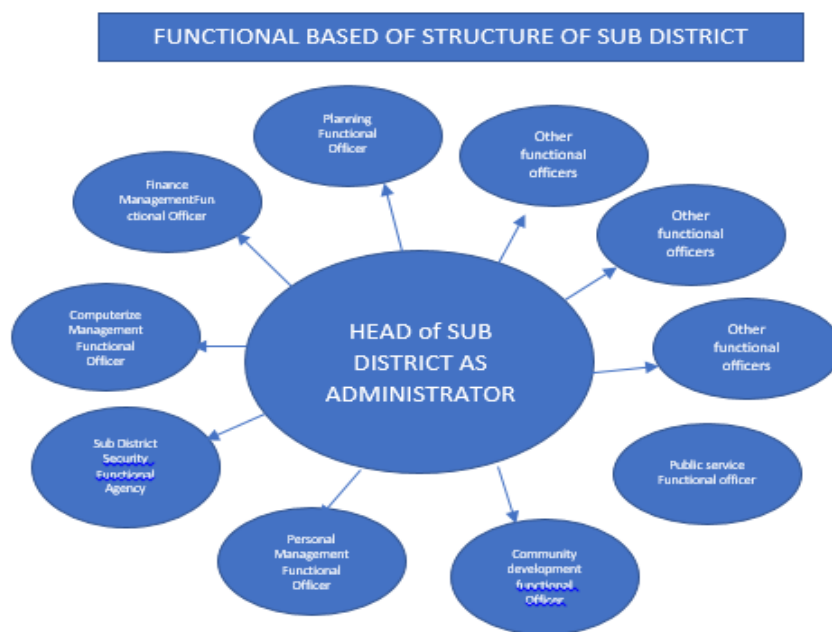 FUNCTIONAL BASED OF STRUCTURE OF SUB DISTRICT
Planning
Functional
Officer
Other
functional
officers
Finance
ManagementFun
ctional Officer
Other
functional
officers
Computerize
Management
Functional
Officer
HEAD of SUB
DISTRICT AS
ADMINISTRATOR
Other
functional
officers
Sub District
Security
Functional
Agency
Public service
Functional officer
Personal
Management
Functional
Officer
Community
development
functional
Officer